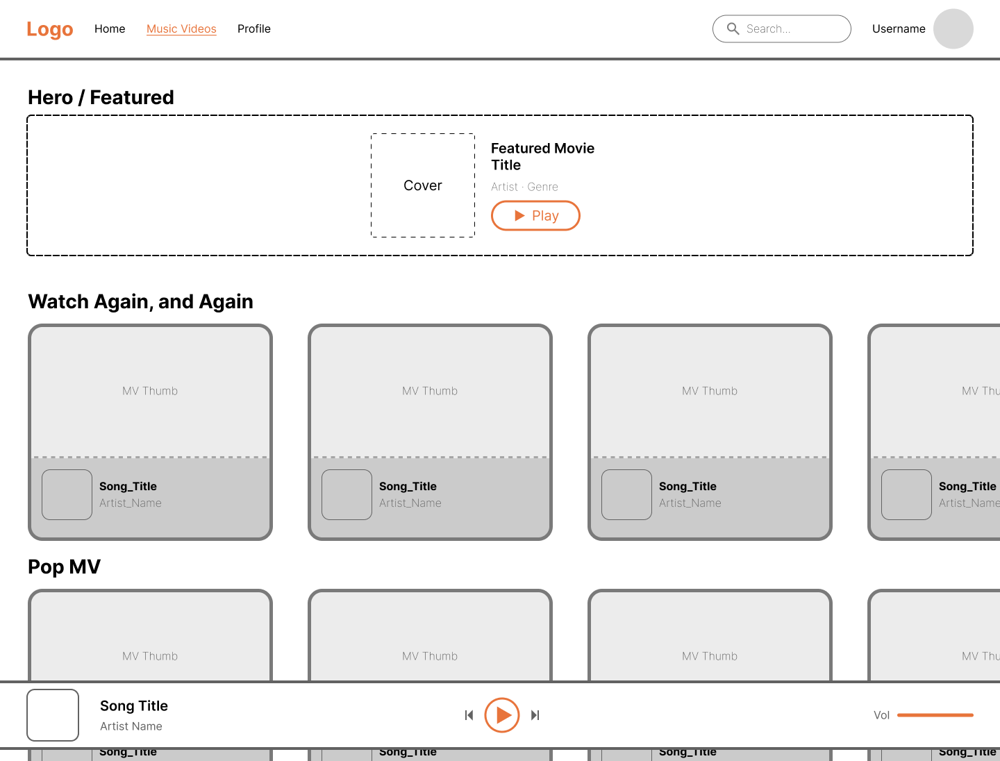 Logo
Home
Music Videos
Profile
Search...
Username
Hero / Featured
Cover
Featured Movie
Title
Artist · Genre
Play
Watch Again, and Again
MV Thumb
MV Thumb
MV Thumb
MV Thu
Song_Title
Artist_Name
Song_Title
Artist_Name
Song_Title
Artist_Name
Song_Title
Artist_Name
Pop MV
MV Thumb
MV Thumb
MV Thumb
MV Thu
Song Title
Artist Name
Vol
Song_Title
Song_Title
Song_Title
Song_Title